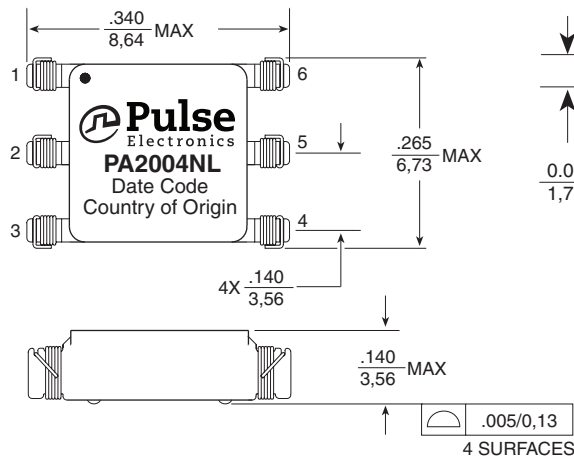 .340
8,64 MAX
1
6
Pulse
Electronics
PA2004NL
Date Code
Country of Origin
2
5
3
4
.265
6,73 MAX
0.0
1,7
4X .140
3,56
.140
3,56 MAX
.005/0,13
4 SURFACES